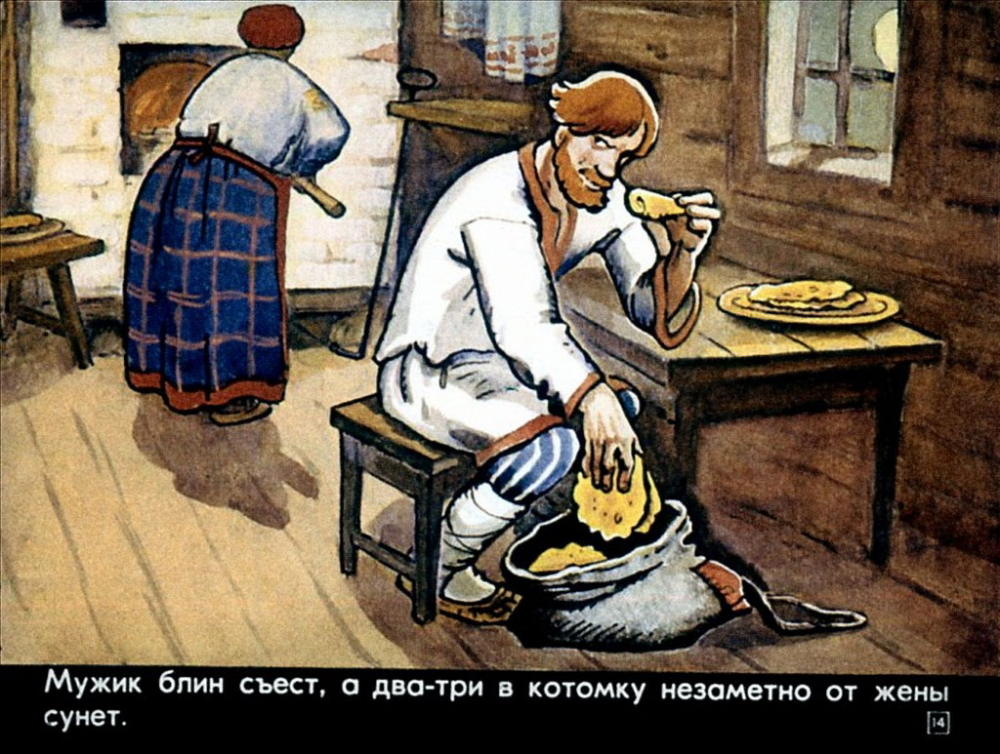 Мужик блин съест, а два-три в котомку незаметно от жены
сунет.
14